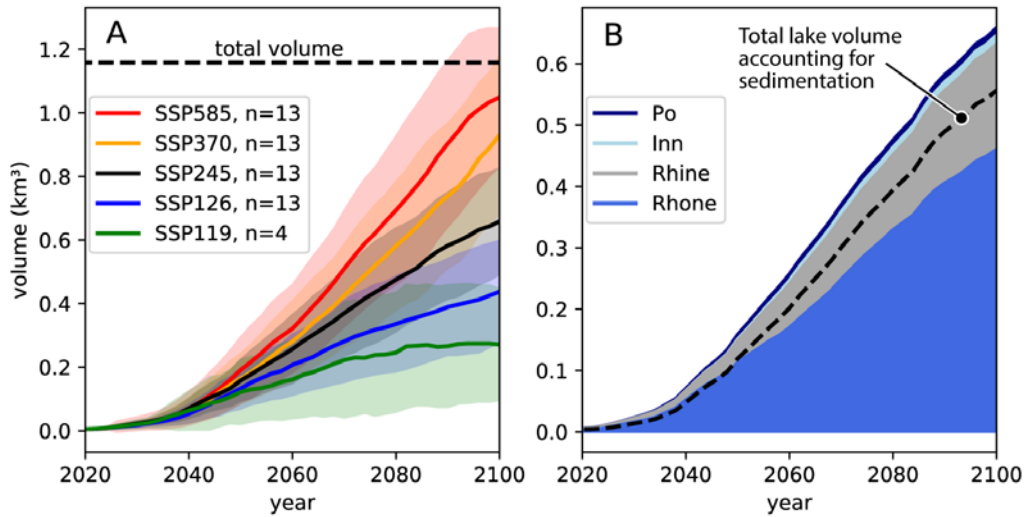 A
total volume
SSP585, n=13
SSP370, n=13
SSP245, n=13
SSP126, n=13
SSP119, n=4
volume (km³)
1.2
1.0
0.8
0.6
0.4
0.2
0.0
2020
2040
2060
2080
2100
year
B
Total lake volume
accounting for
sedimentation
Po
Inn
Rhine
Rhone
0.6
0.5
0.4
0.3
0.2
0.1
0.0
2020
2040
2060
2080
2100
year